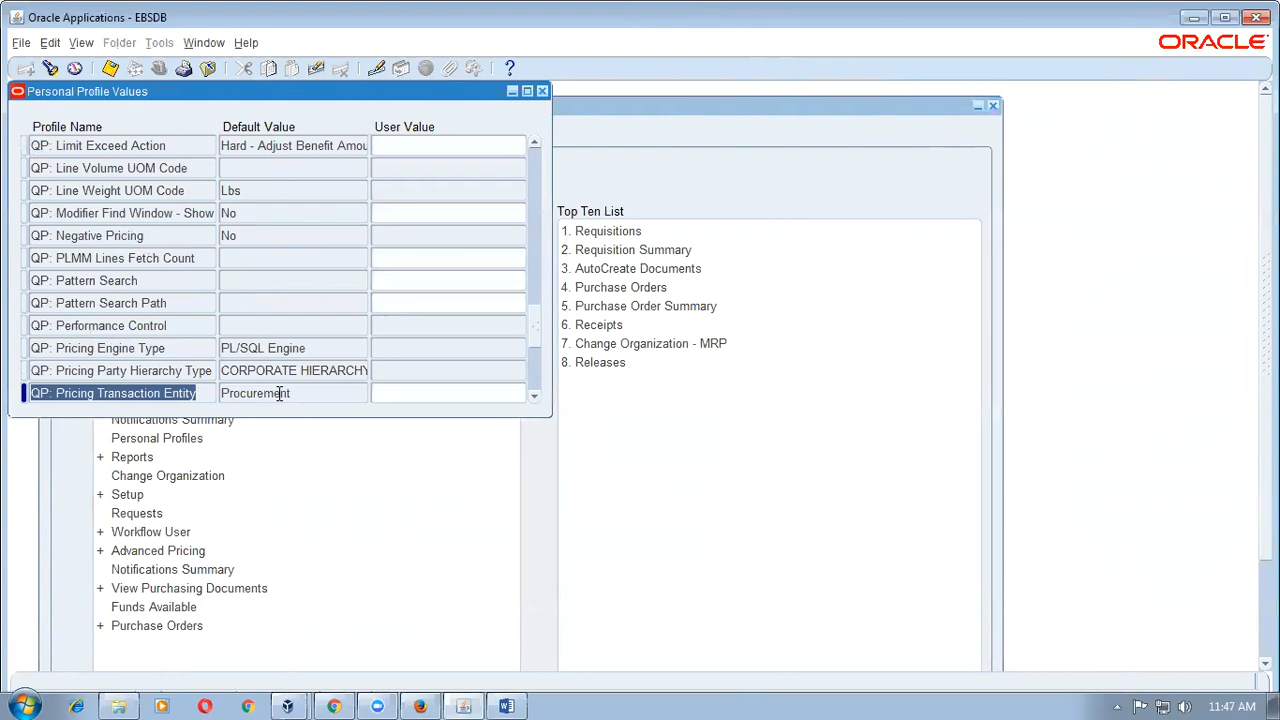 Oracle Applications - EBSDB
File Edit View Folder Tools Window Help
ORACLE
Personal Profile Values
Profile Name Default Value User Value
QP: Limit Exceed Action Hard - Adjust Benefit Amou
QP: Line Volume UOM Code
QP: Line Weight UOM Code Lbs
QP: Modifier Find Window - Show No
QP: Negative Pricing No
QP: PLMM Lines Fetch Count
QP: Pattern Search
QP: Pattern Search Path
QP: Performance Control
QP: Pricing Engine Type PL/SQL Engine
QP: Pricing Party Hierarchy Type CORPORATE HIERARCHY
QP: Pricing Transaction Entity Procurement
Top Ten List
1. Requisitions
2. Requisition Summary
3. AutoCreate Documents
4. Purchase Orders
5. Purchase Order Summary
6. Receipts
7. Change Organization - MRP
8. Releases
Notifications Summary
Personal Profiles
+ Reports
Change Organization
+ Setup
Requests
+ Workflow User
+ Advanced Pricing
Notifications Summary
+ View Purchasing Documents
Funds Available
+ Purchase Orders
11:47 AM